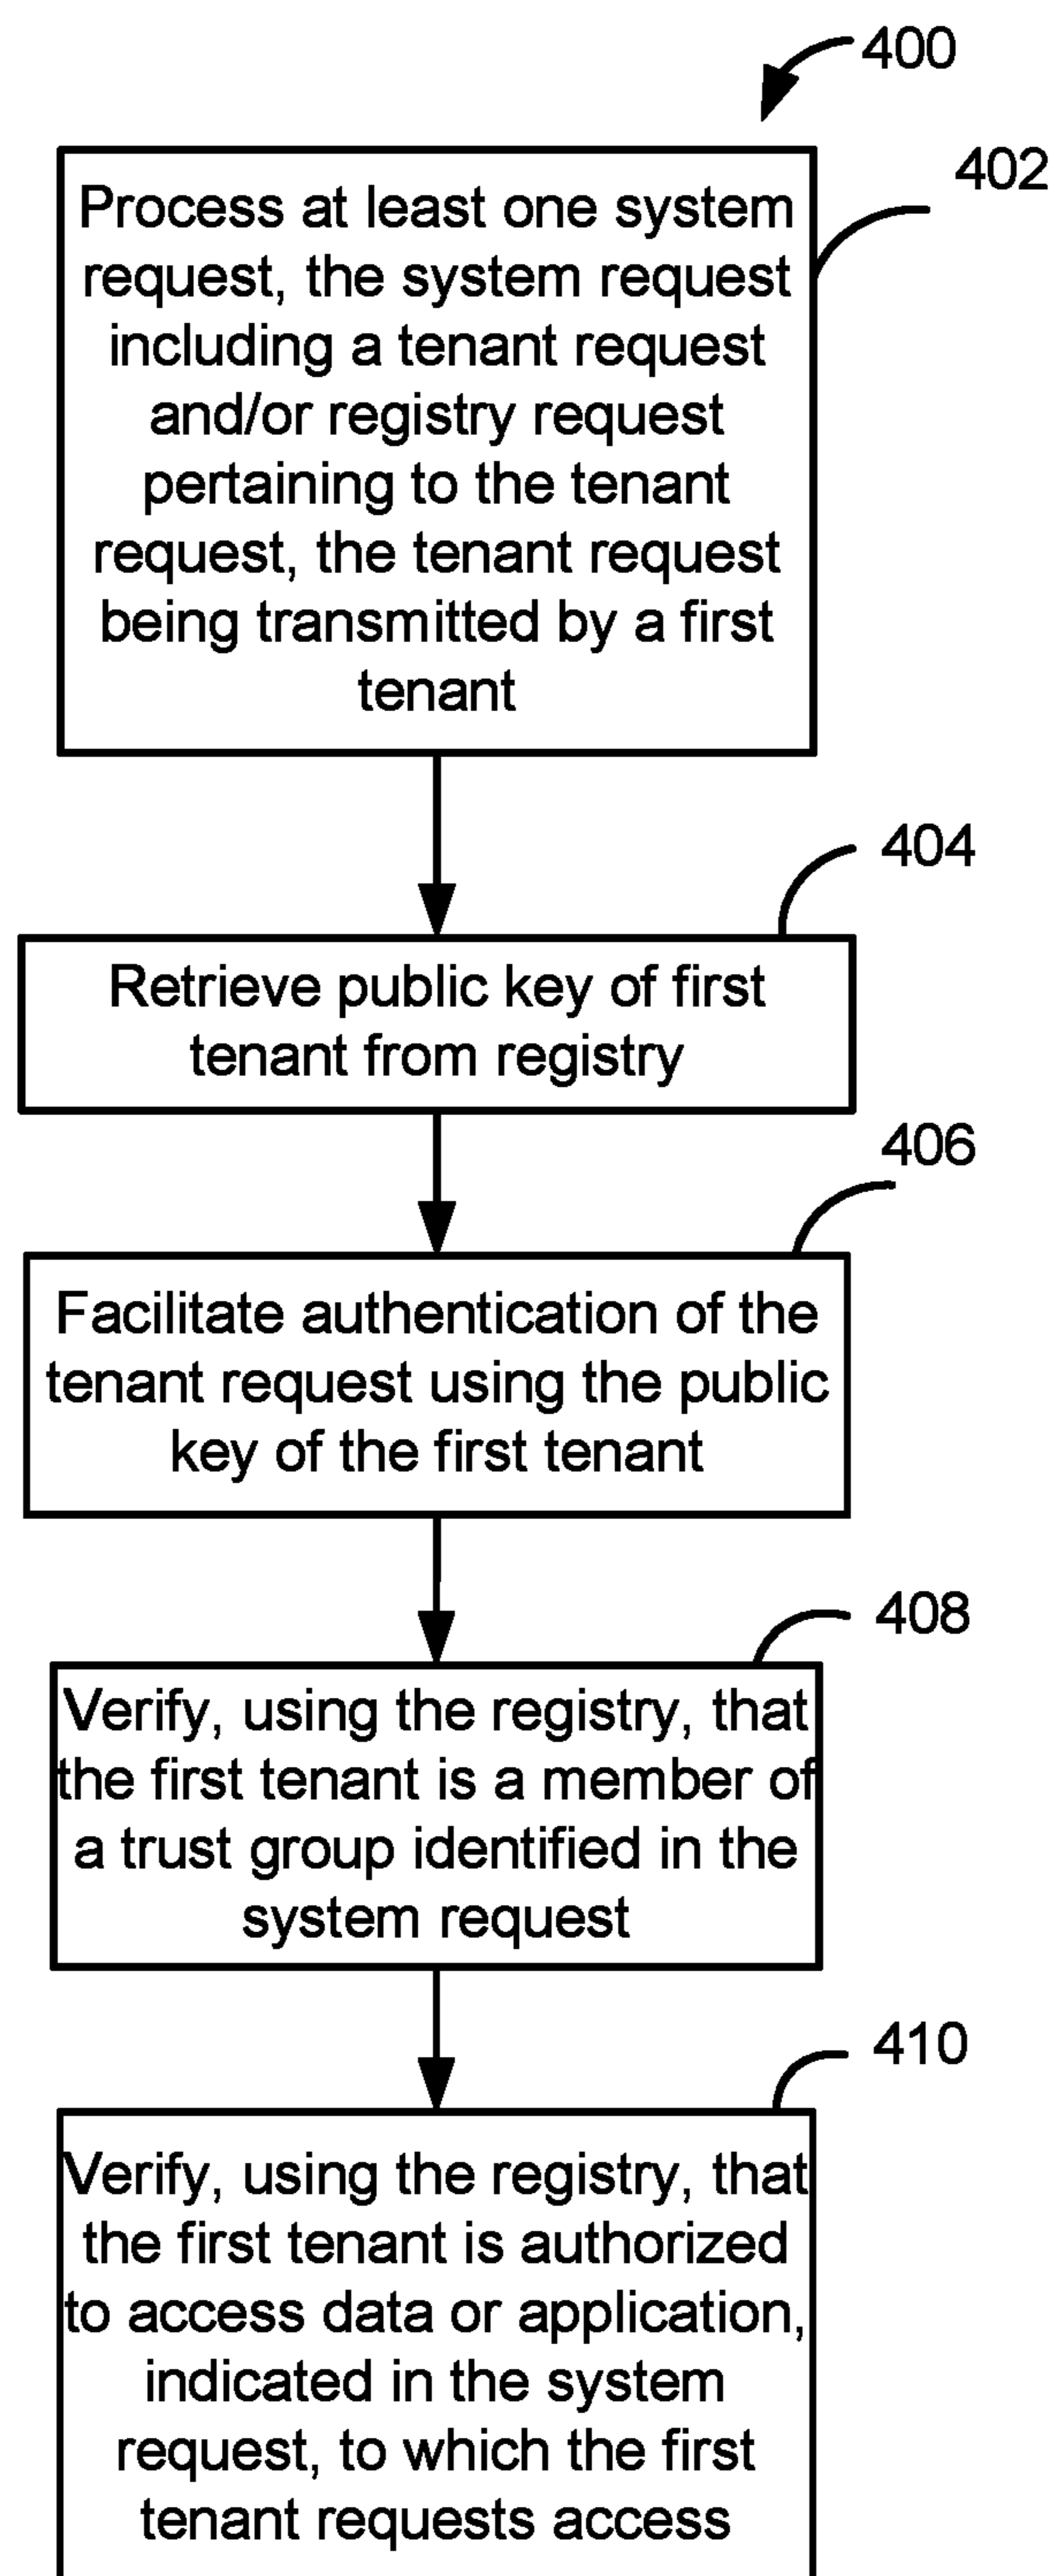 400
402
Process at least one system
request, the system request
including a tenant request
and/or registry request
pertaining to the tenant
request, the tenant request
being transmitted by a first
tenant
404
Retrieve public key of first
tenant from registry
406
Facilitate authentication of the
tenant request using the public
key of the first tenant
408
Verify, using the registry, that
the first tenant is a member of
a trust group identified in the
system request
410
Verify, using the registry, that
the first tenant is authorized
to access data or application,
indicated in the system
request, to which the first
tenant requests access